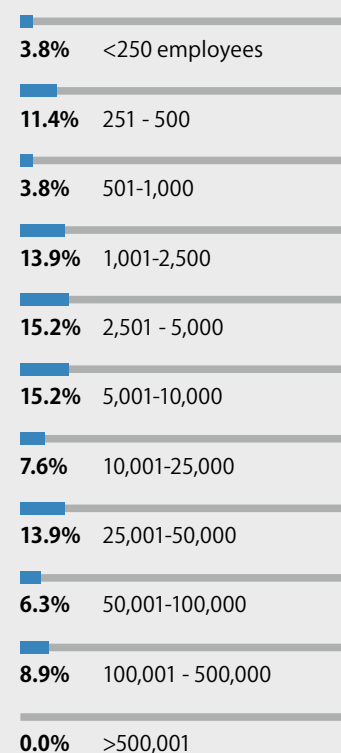 3.8% <250 employees
11.4% 251 - 500
3.8% 501-1,000
13.9% 1,001-2,500
15.2% 2,501 - 5,000
15.2% 5,001-10,000
7.6% 10,001-25,000
13.9% 25,001-50,000
6.3% 50,001-100,000
8.9% 100,001 - 500,000
0.0% >500,001